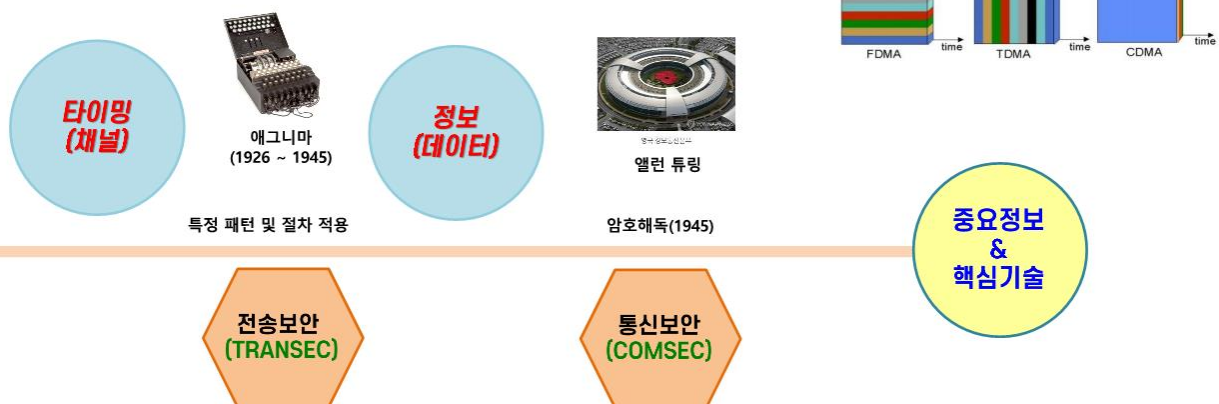 time
time
time
FDMA
TDMA
CDMA
타이밍
(채널)
애그니마
(1926 ~ 1945)
정보
(데이터)
앨런 튜링
특정 패턴 및 절차 적용
암호해독(1945)
중요정보
&
핵심기술
전송보안
(TRANSEC)
통신보안
(COMSEC)